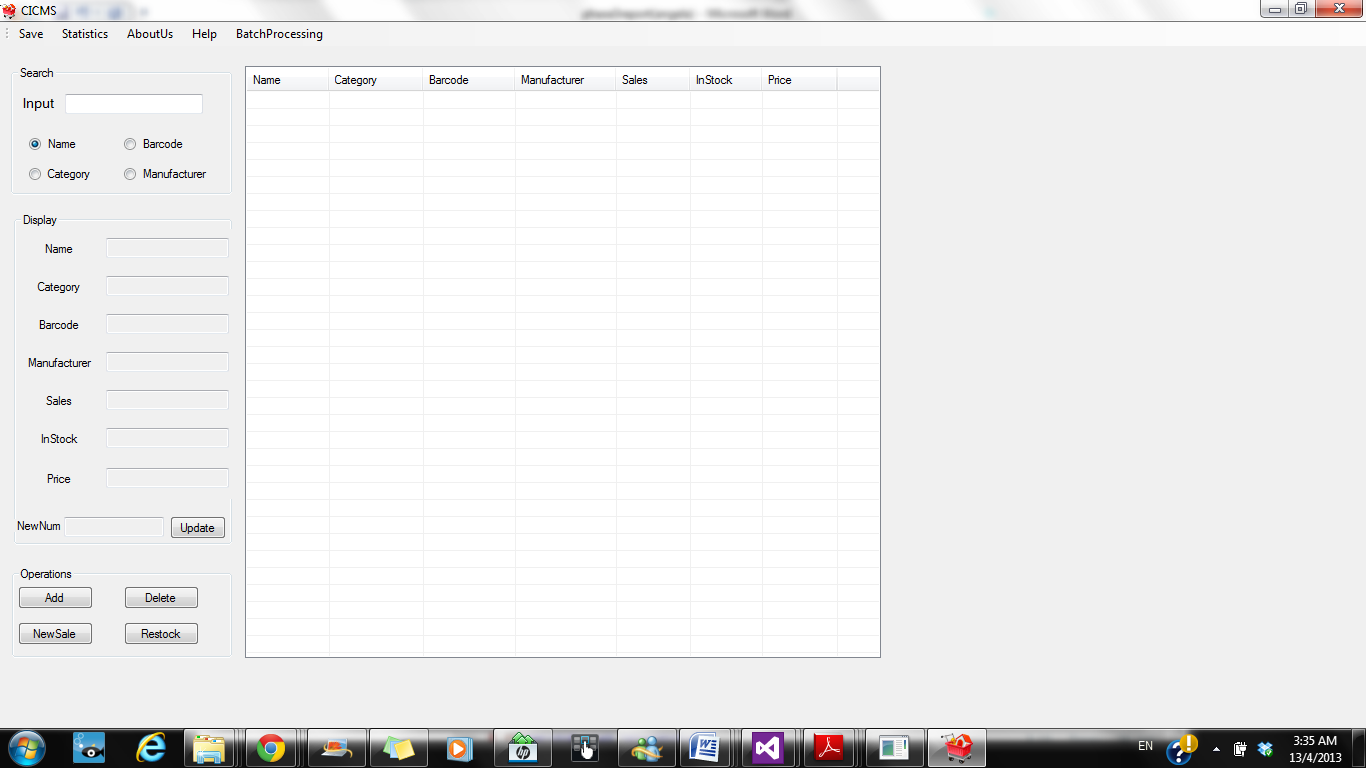 CICMS
Save Statistics AboutUs Help BatchProcessing
Search
Input
Name Barcode
Category Manufacturer
Display
Name
Category
Barcode
Manufacturer
Sales
InStock
Price
NewNum Update
Operations
Add Delete
NewSale Restock
Name Category Barcode Manufacturer Sales InStock Price
hp
EN
3:35 AM
13/4/2013